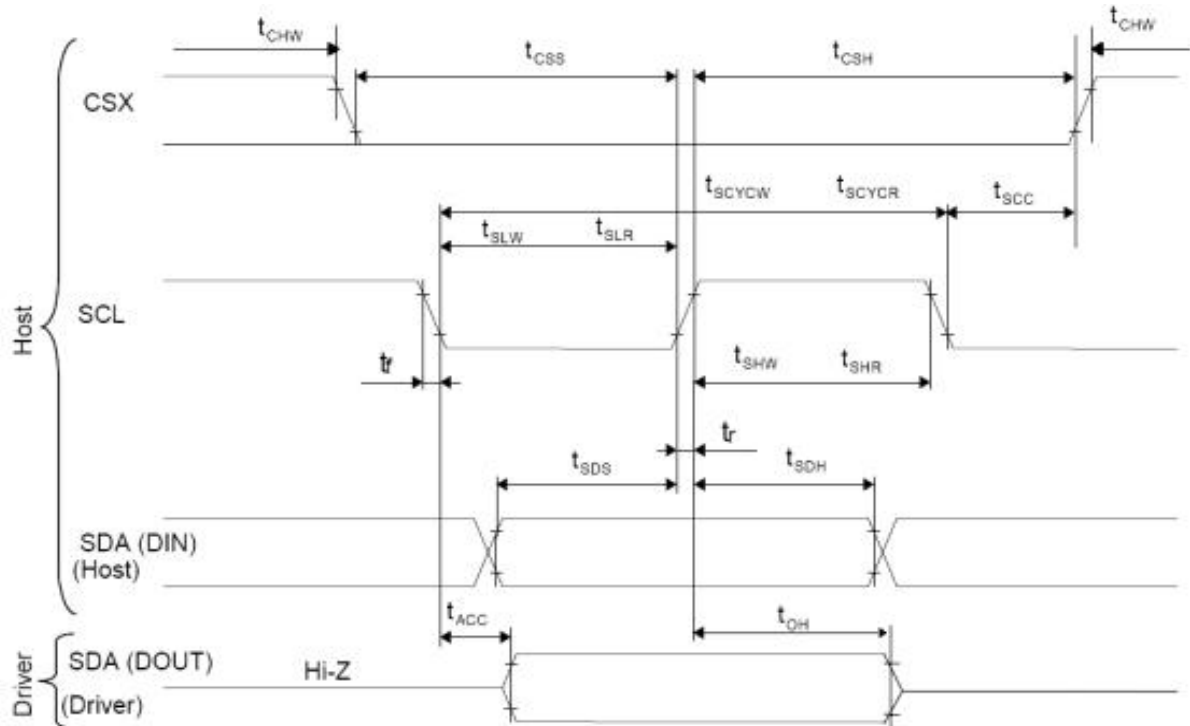 tCHW
tCHW
tCSS
tCSH
CSX
tSCYCW
tSCYCR
tSCC
tSLW
tSLR
Host
SCL
tf
tSHW
tSHR
tr
tSDS
tSDH
SDA (DIN)
(Host)
tACC
tOH
Driver
SDA (DOUT)
Hi-Z
(Driver)